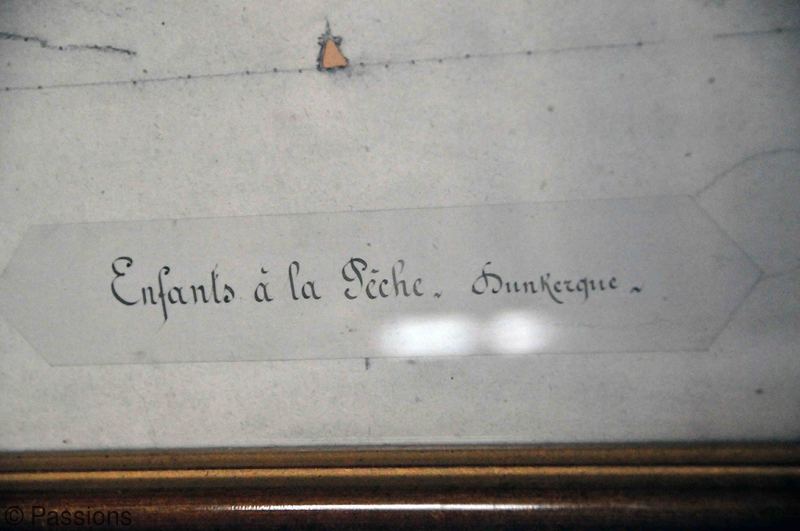 Enfants à la Pêche. Dunkerque.
© Passions